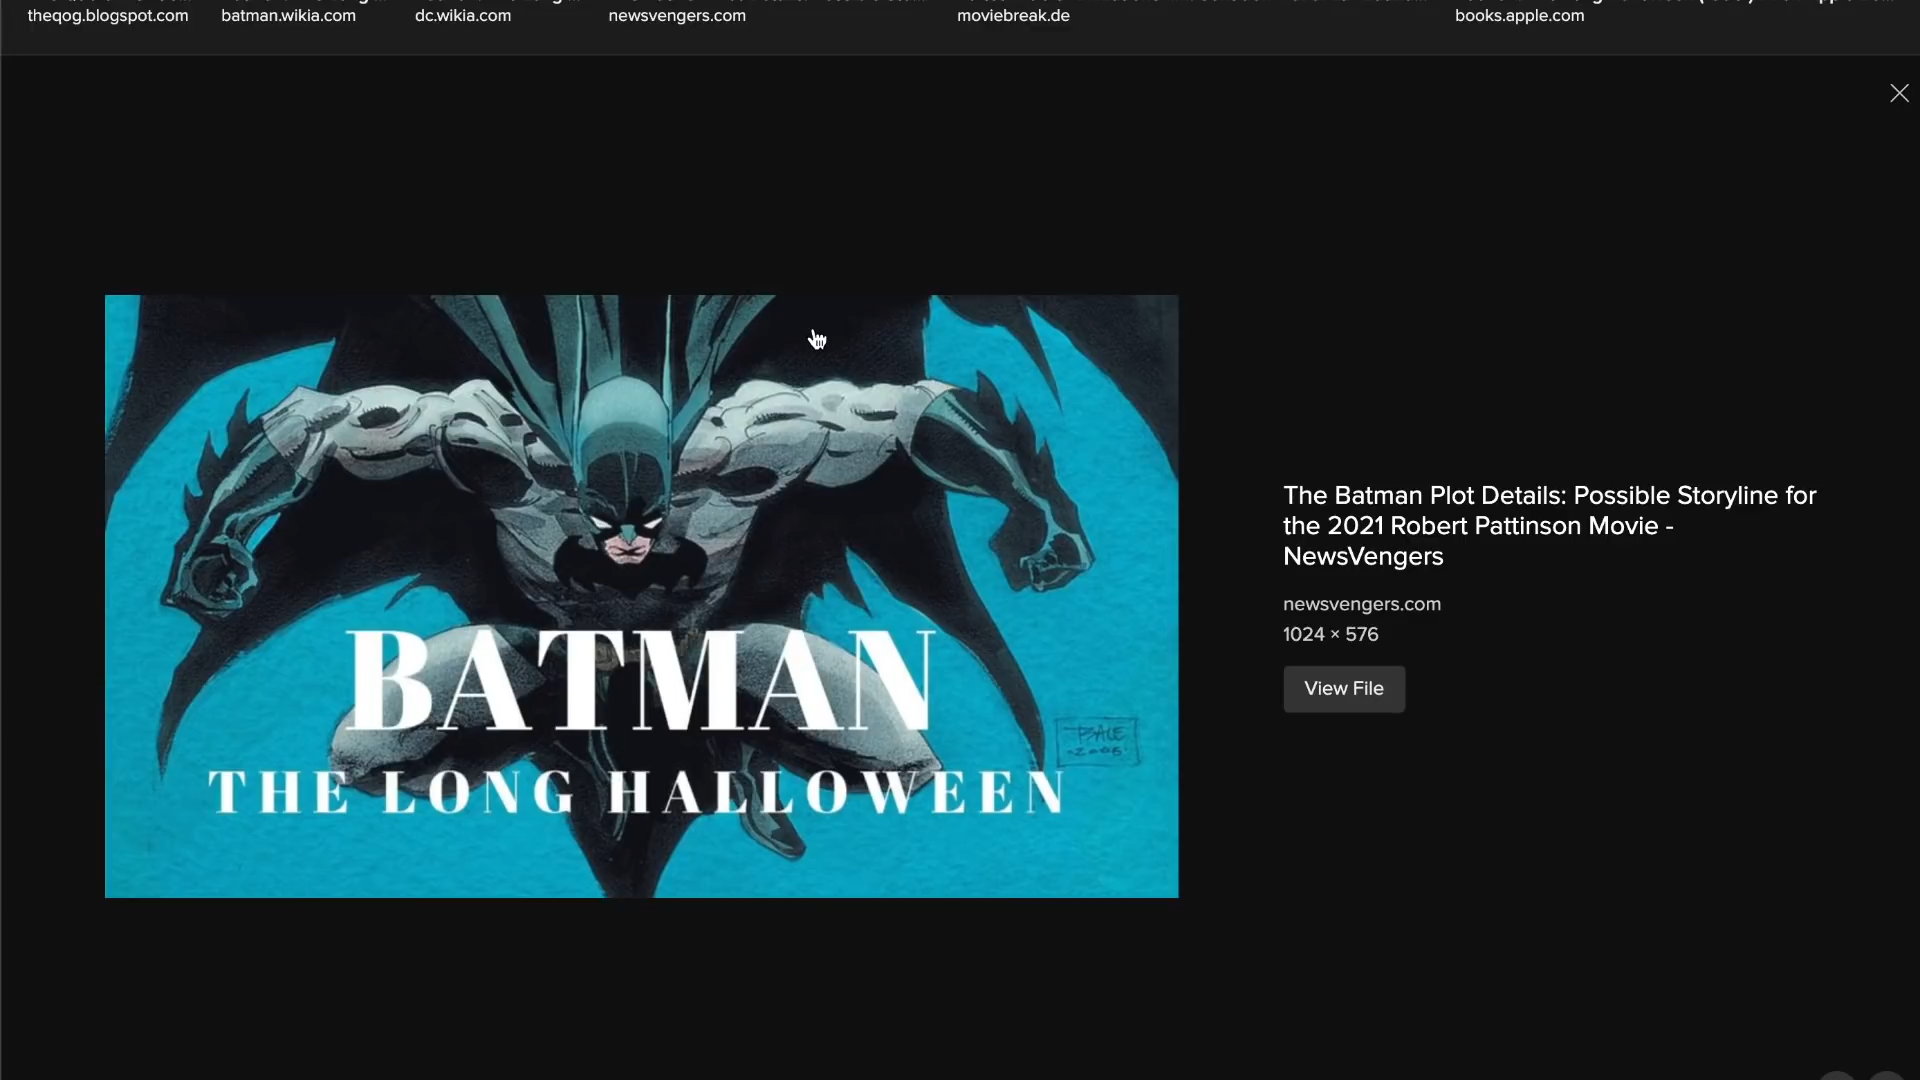 theqog.blogspot.com
batman.wikia.com
dc.wikia.com
newsvengers.com
moviebreak.de
books.apple.com
BATMAN
THE LONG HALLOWEEN
The Batman Plot Details: Possible Storyline for
the 2021 Robert Pattinson Movie -
NewsVengers
newsvengers.com
1024 × 576
View File